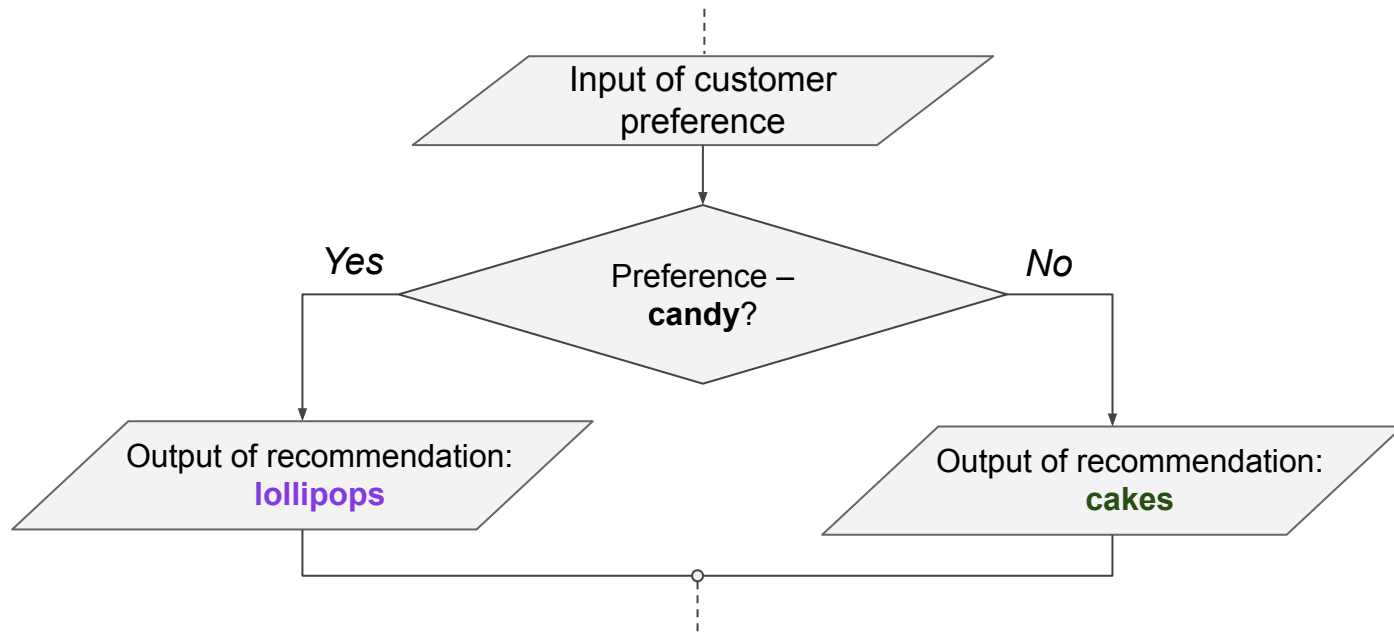 Input of customer
preference
Yes
No
Preference –
candy?
Output of recommendation:
lollipops
Output of recommendation:
cakes